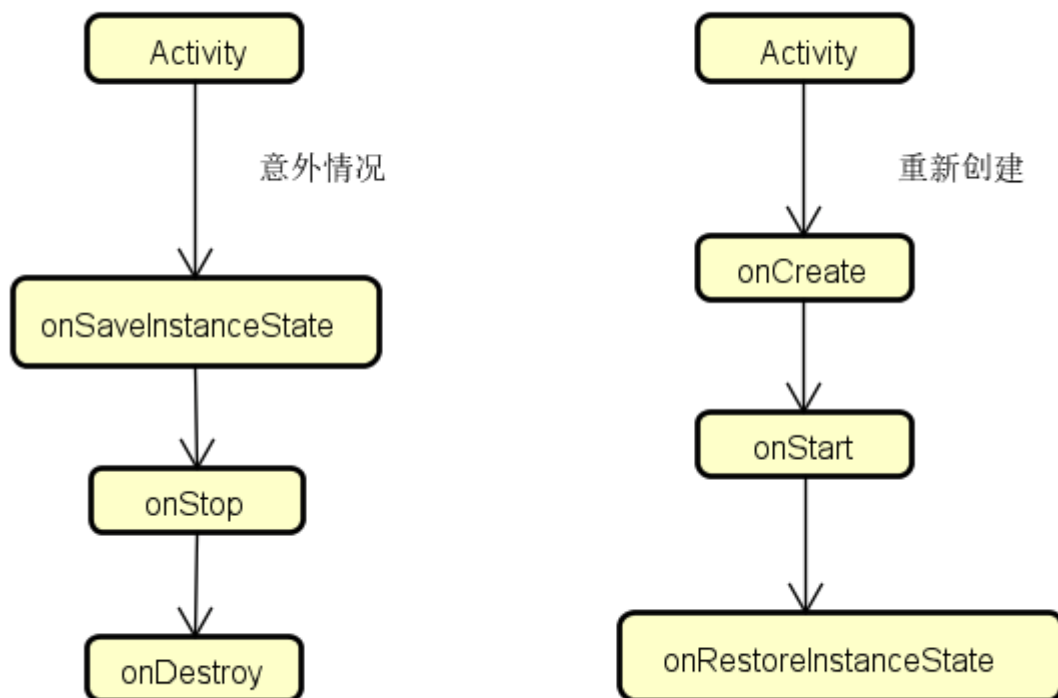 Activity
意外情况
onSaveInstanceState
onStop
onDestroy
Activity
重新创建
onCreate
onStart
onRestoreInstanceState